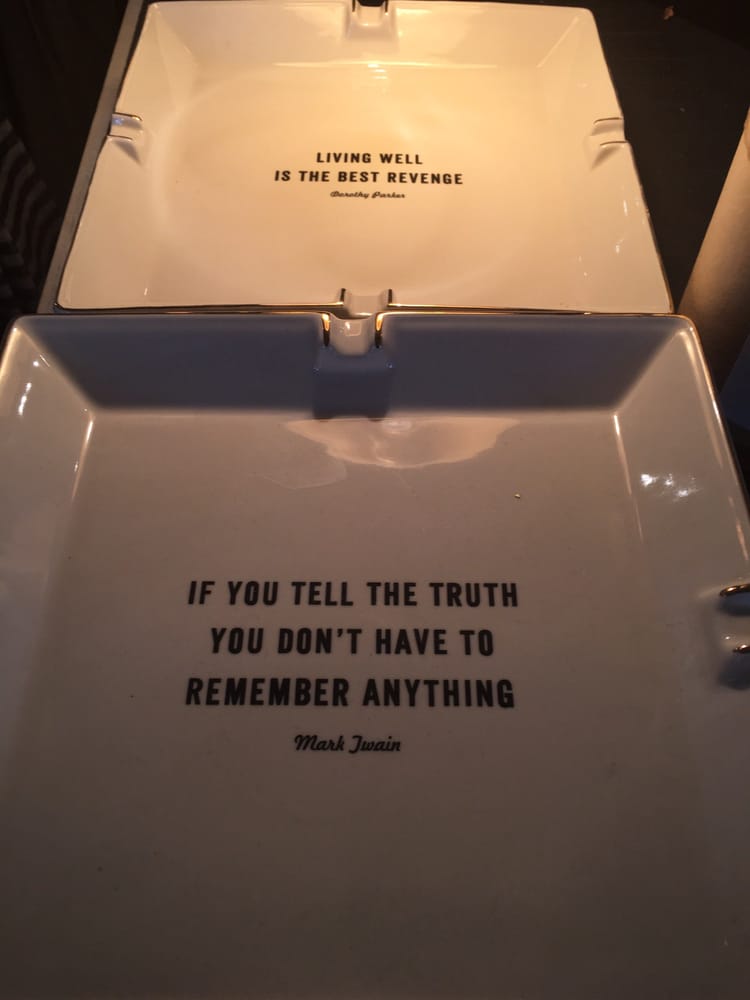 LIVING WELL
IS THE BEST REVENGE
Dorothy Parker
IF YOU TELL THE TRUTH
YOU DON'T HAVE TO
REMEMBER ANYTHING
Mark Twain